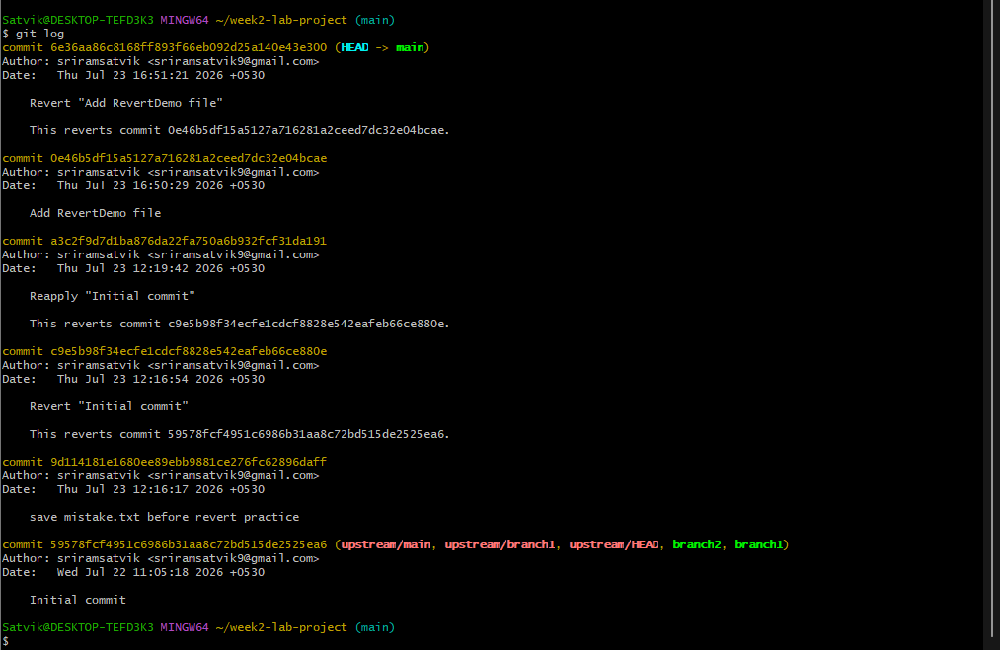 Satvik@DESKTOP-TEFD3K3 MINGW64 ~/week2-lab-project (main)
$ git log
commit 6e36aa86c8168ff893f66eb092d25a140e43e300 (HEAD -> main)
Author: sriramsatvik <sriramsatvik9@gmail.com>
Date:   Thu Jul 23 16:51:21 2026 +0530
    Revert "Add RevertDemo file"
    This reverts commit 0e46b5df15a5127a716281a2ceed7dc32e04bcae.
commit 0e46b5df15a5127a716281a2ceed7dc32e04bcae
Author: sriramsatvik <sriramsatvik9@gmail.com>
Date:   Thu Jul 23 16:50:29 2026 +0530
    Add RevertDemo file
commit a3c2f9d7d1ba876da22fa750a6b932fcf31da191
Author: sriramsatvik <sriramsatvik9@gmail.com>
Date:   Thu Jul 23 12:19:42 2026 +0530
    Reapply "Initial commit"
    This reverts commit c9e5b98f34ecfe1cdcf8828e542eafeb66ce880e.
commit c9e5b98f34ecfe1cdcf8828e542eafeb66ce880e
Author: sriramsatvik <sriramsatvik9@gmail.com>
Date:   Thu Jul 23 12:16:54 2026 +0530
    Revert "Initial commit"
    This reverts commit 59578fcf4951c6986b31aa8c72bd515de2525ea6.
commit 9d114181e1680ee89ebb9881ce276fc62896daff
Author: sriramsatvik <sriramsatvik9@gmail.com>
Date:   Thu Jul 23 12:16:17 2026 +0530
    save mistake.txt before revert practice
commit 59578fcf4951c6986b31aa8c72bd515de2525ea6 (upstream/main, upstream/branch1, upstream/HEAD, branch2, branch1)
Author: sriramsatvik <sriramsatvik9@gmail.com>
Date:   Wed Jul 22 11:05:18 2026 +0530
    Initial commit
Satvik@DESKTOP-TEFD3K3 MINGW64 ~/week2-lab-project (main)
$